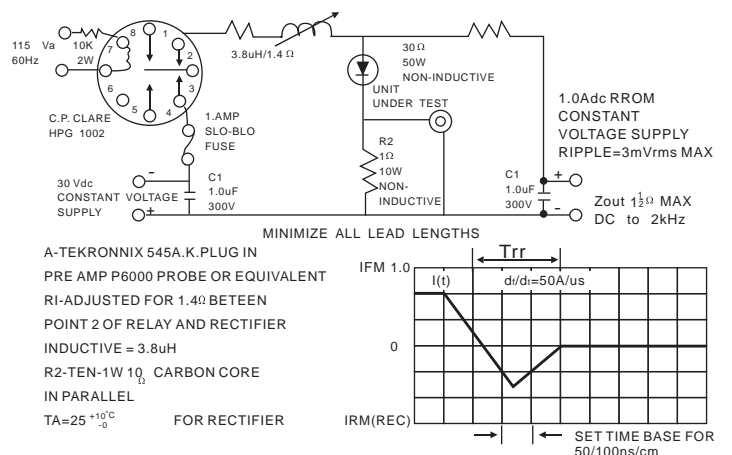 115 Va
60Hz
10K
2W
8
1
7
2
6
3
5
4
C.P. CLARE
HPG 1002
3.8uH/1.4 Ω
1.AMP
SLO-BLO
FUSE
30Ω
50W
NON-INDUCTIVE
UNIT
UNDER TEST
R2
1Ω
10W
NON-
INDUCTIVE
1.0Adc RROM
CONSTANT
VOLTAGE SUPPLY
RIPPLE=3mVrms MAX
30 Vdc
CONSTANT VOLTAGE
SUPPLY
-
+
C1
1.0uF
300V
C1
1.0uF
300V
+
-
Zout 1½Ω MAX
DC to 2kHz
MINIMIZE ALL LEAD LENGTHS
A-TEKRONNIX 545A.K.PLUG IN
PRE AMP P6000 PROBE OR EQUIVALENT
RI-ADJUSTED FOR 1.4Ω BETEEN
POINT 2 OF RELAY AND RECTIFIER
INDUCTIVE = 3.8uH
R2-TEN-1W 10Ω CARBON CORE
IN PARALLEL
TA=25 +10°C -0 FOR RECTIFIER
Trr
IFM 1.0
I(t)
df/dt=50A/us
0
IRM(REC)
SET TIME BASE FOR
50/100ns/cm